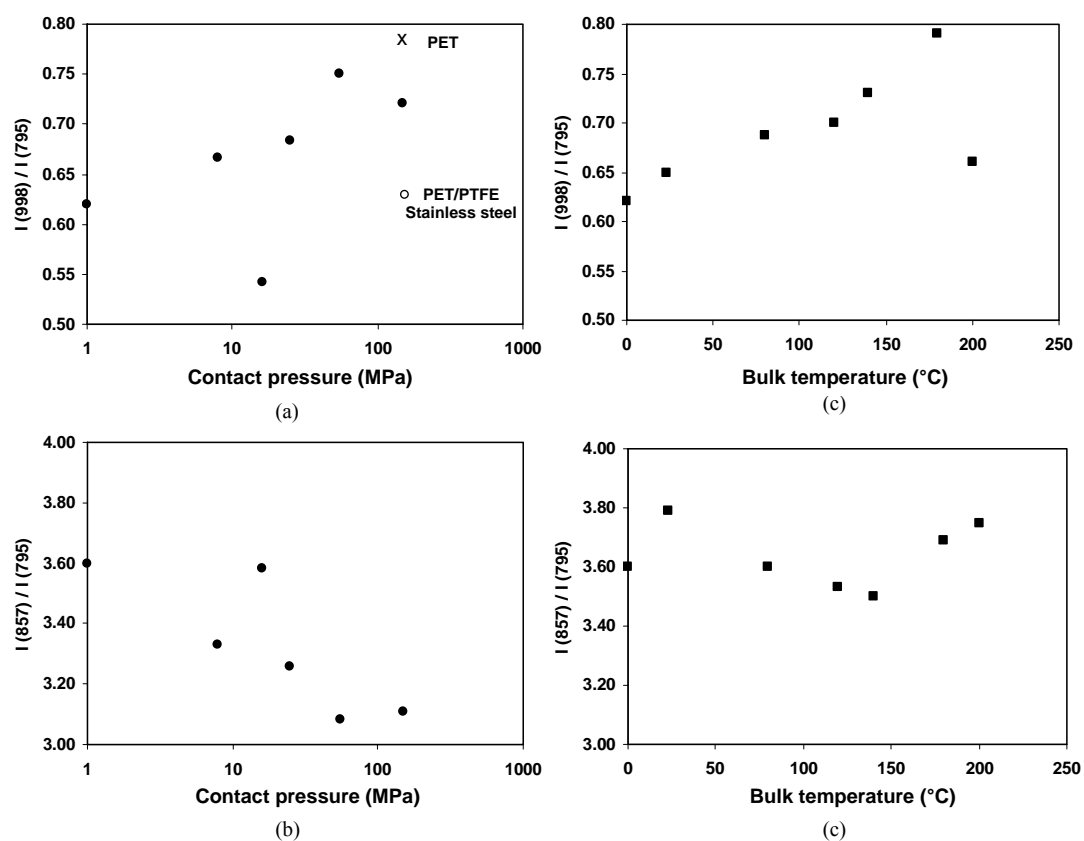 I (998) / I (795)
0.80
0.75
0.70
0.65
0.60
0.55
0.50
x PET
PET/PTFE
Stainless steel
1 10 100 1000
Contact pressure (MPa)
(a)
I (998) / I (795)
0.80
0.75
0.70
0.65
0.60
0.55
0.50
0 50 100 150 200 250
Bulk temperature (°C)
(c)
I (857) / I (795)
4.00
3.80
3.60
3.40
3.20
3.00
1 10 100 1000
Contact pressure (MPa)
(b)
I (857) / I (795)
4.00
3.80
3.60
3.40
3.20
3.00
0 50 100 150 200 250
Bulk temperature (°C)
(c)